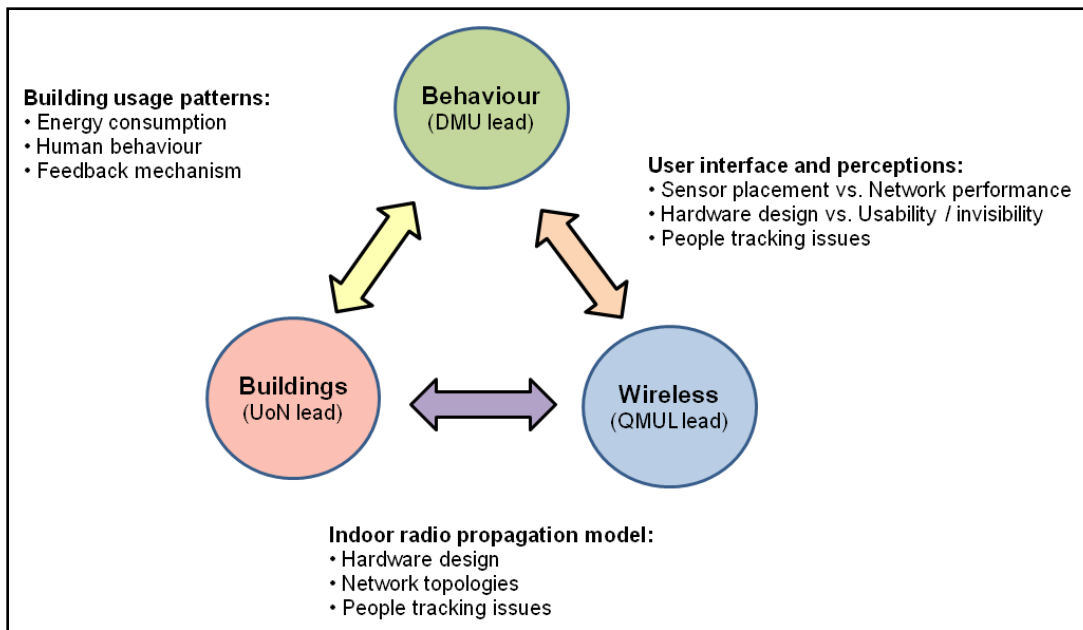 Behaviour
(DMU lead)
Building usage patterns:
• Energy consumption
• Human behaviour
• Feedback mechanism
User interface and perceptions:
• Sensor placement vs. Network performance
• Hardware design vs. Usability / invisibility
• People tracking issues
Buildings
(UoN lead)
Wireless
(QMUL lead)
Indoor radio propagation model:
• Hardware design
• Network topologies
• People tracking issues